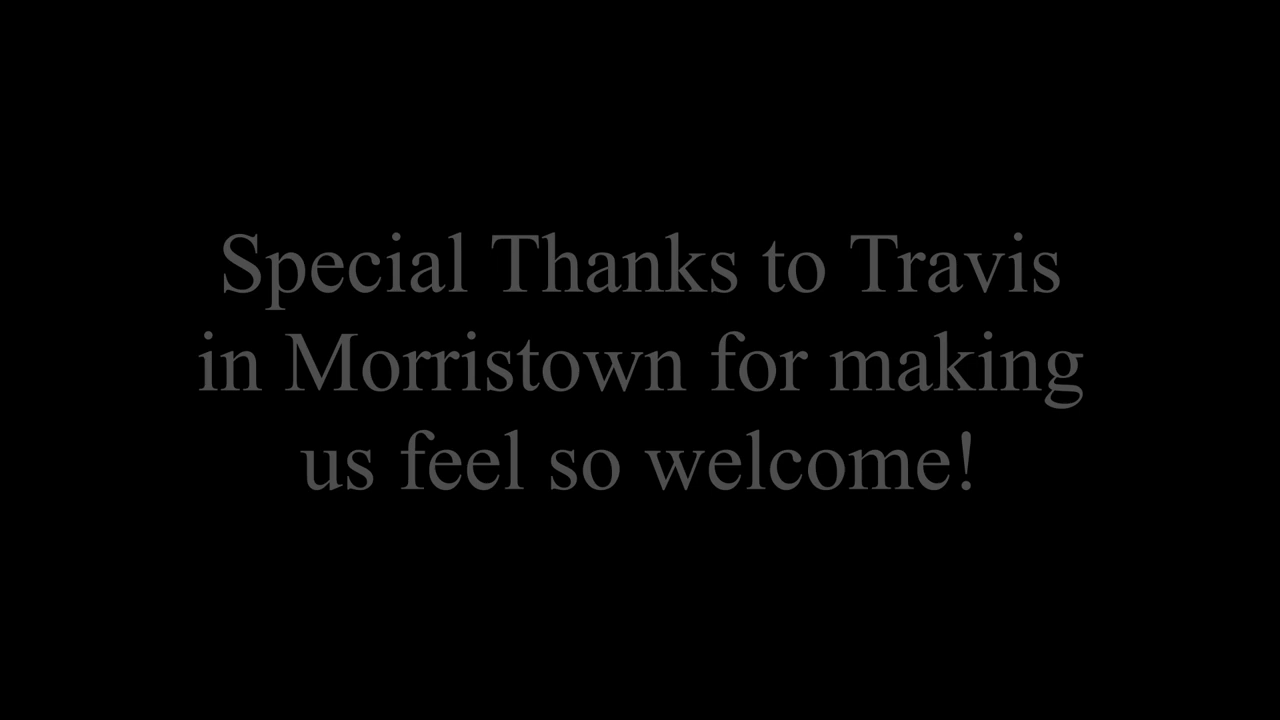 Special Thanks to Travis
in Morristown for making
us feel so welcome!